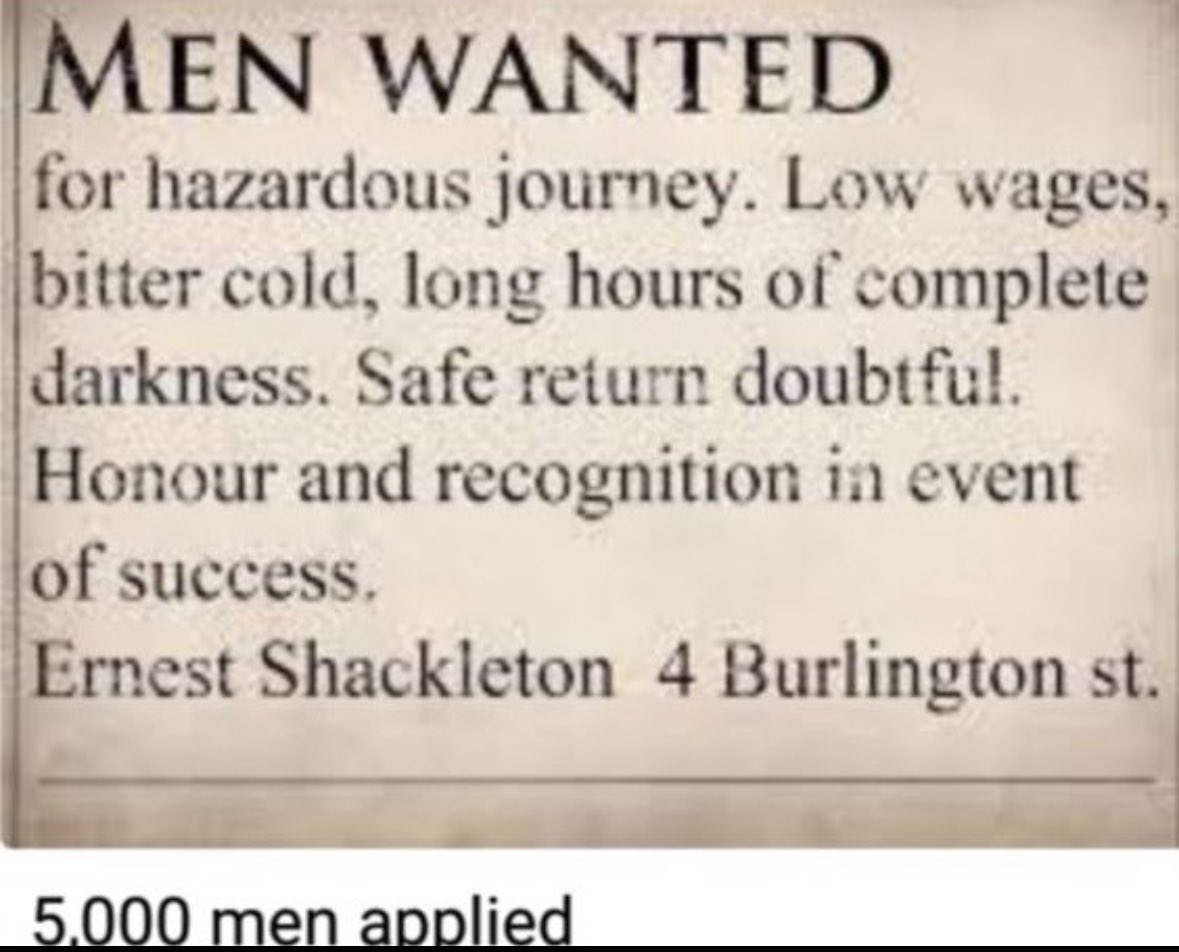 MEN WANTED
for hazardous journey. Low wages,
bitter cold, long hours of complete
darkness. Safe return doubtful.
Honour and recognition in event
of success.
Ernest Shackleton 4 Burlington st.
5,000 men applied